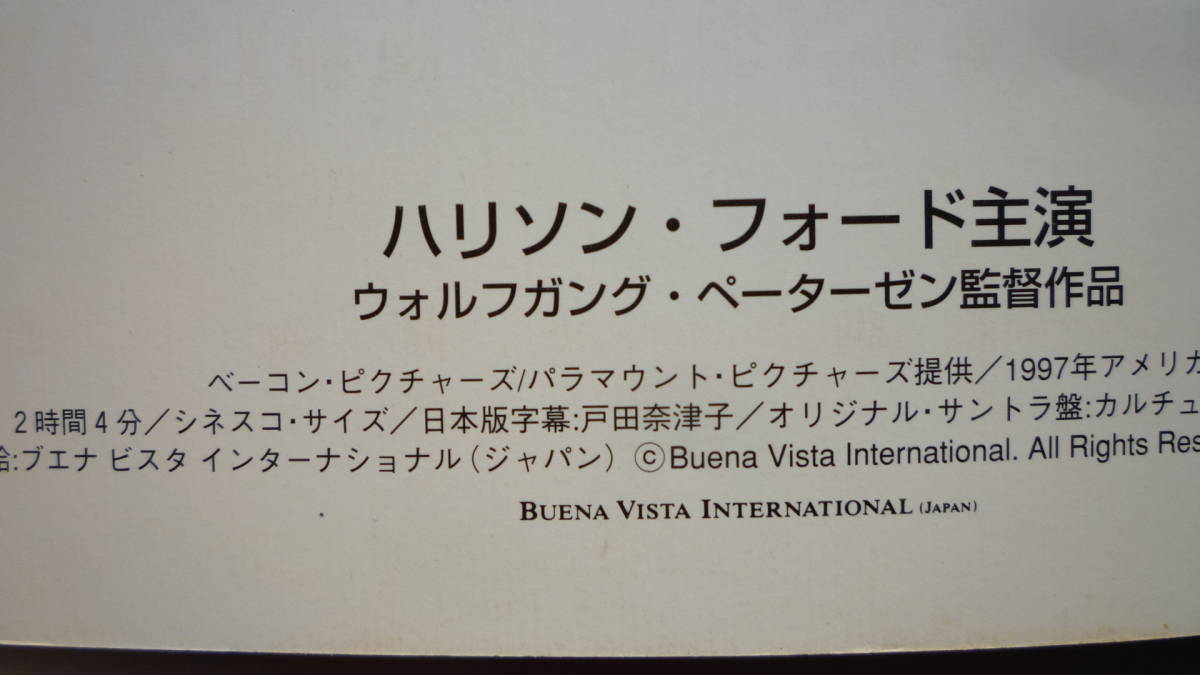 ハリソン・フォード主演
ウォルフガング・ペーターゼン監督作品
ベーコン・ピクチャーズ/パラマウント・ピクチャーズ提供／1997年アメリカ
2時間4分／シネスコ・サイズ／日本版字幕:戸田奈津子／オリジナル・サントラ盤:カルチュ
給:ブエナ ビスタ インターナショナル（ジャパン）©Buena Vista International. All Rights Res
BUENA VISTA INTERNATIONAL (JAPAN)